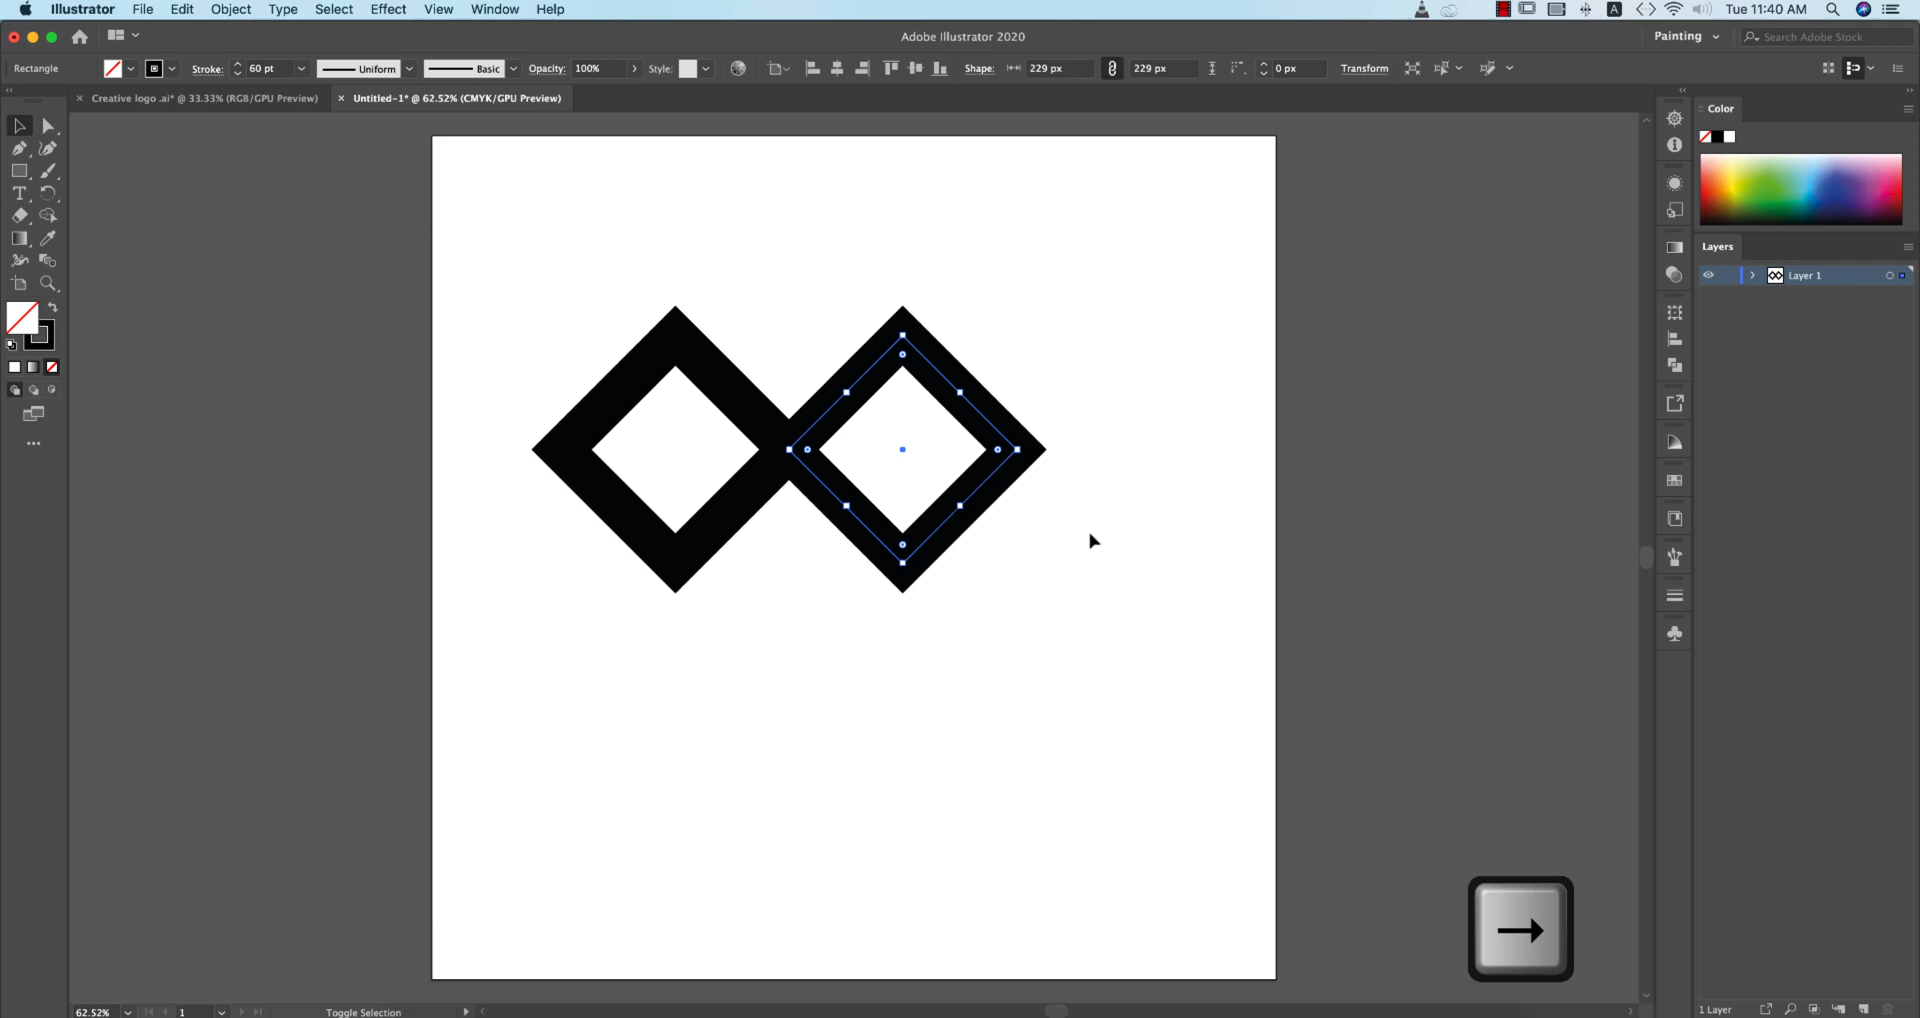 Illustrator File Edit Object Type Select Effect View Window Help A Tue 11:40 AM
Adobe Illustrator 2020 Painting Search Adobe Stock
Rectangle Stroke: 60 pt Uniform Basic Opacity: 100% Style: Shape: 229 px 229 px 0 px Transform
Creative logo .ai* @ 33.33% (RGB/GPU Preview) Untitled-1* @ 62.52% (CMYK/GPU Preview)
Color
Layers
Layer 1
62.52% 1 Toggle Selection 1 Layer